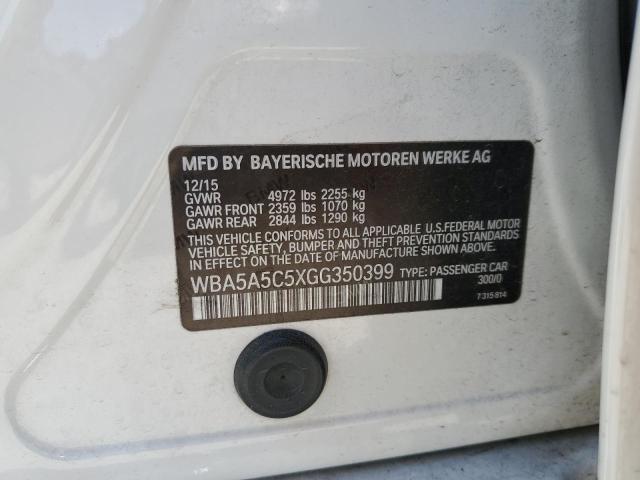 MFD BY BAYERISCHE MOTOREN WERKE AG
12/15
GVWR 4972 lbs 2255 kg
GAWR FRONT 2359 lbs 1070 kg
GAWR REAR 2844 lbs 1290 kg
THIS VEHICLE CONFORMS TO ALL APPLICABLE U.S.FEDERAL MOTOR
VEHICLE SAFETY, BUMPER AND THEFT PREVENTION STANDARDS
IN EFFECT ON THE DATE OF MANUFACTURE SHOWN ABOVE.
WBA5A5C5XGG350399 TYPE: PASSENGER CAR
300/0
7315814